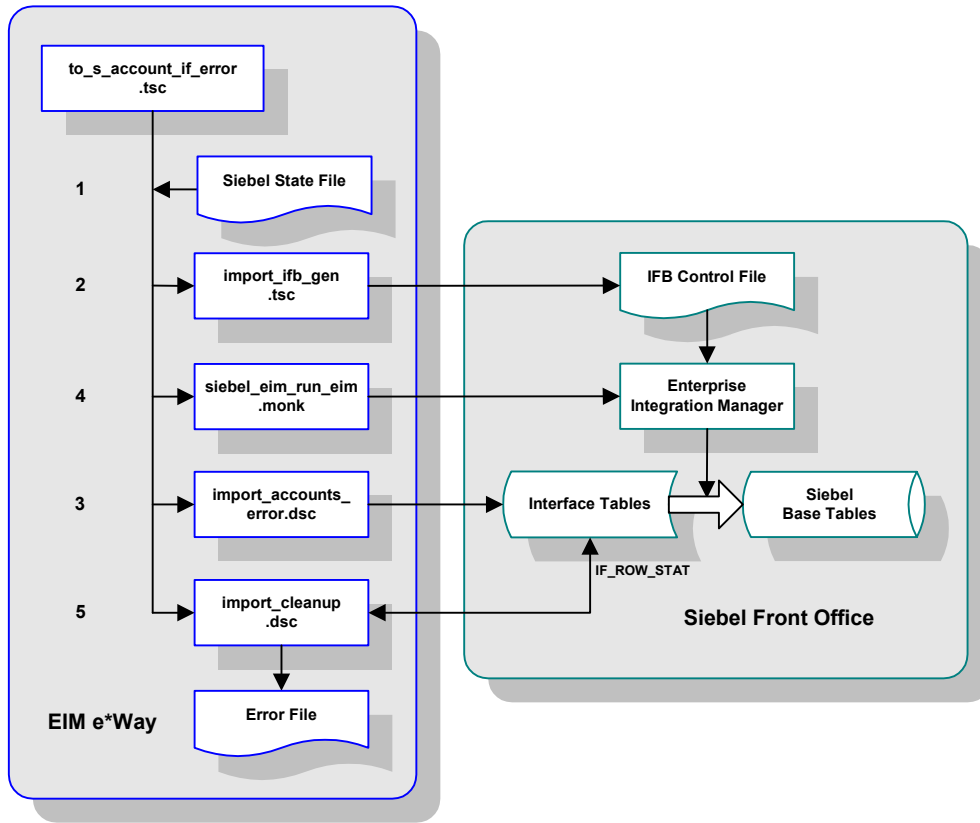 to_s_account_if_error
.tsc
1
Siebel State File
2
import_ifb_gen
.tsc
IFB Control File
4
siebel_eim_run_eim
.monk
Enterprise
Integration Manager
3
import_accounts_
error.dsc
Interface Tables
Siebel
Base Tables
IF_ROW_STAT
5
import_cleanup
.dsc
Siebel Front Office
EIM e*Way
Error File